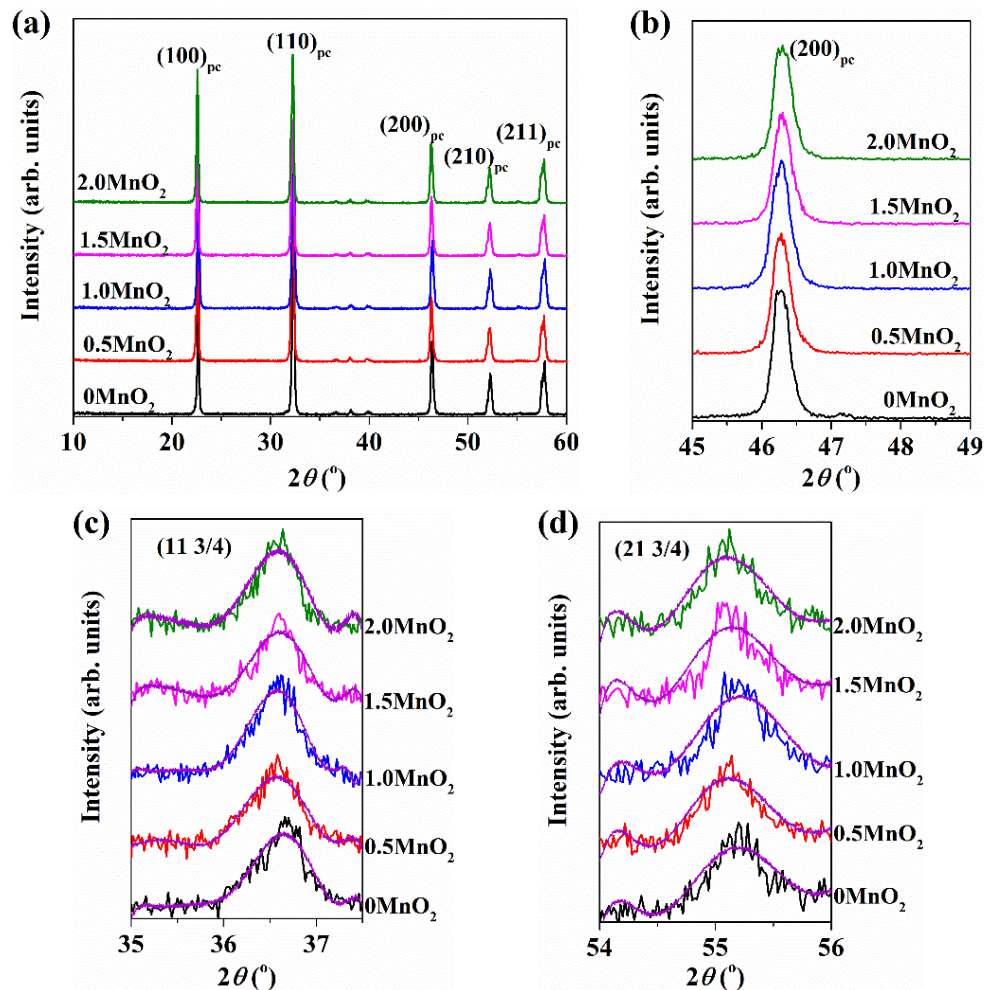 (a)
(100)pc
(110)pc
(200)pc
(210)pc
(211)pc
2.0MnO2
1.5MnO2
1.0MnO2
0.5MnO2
0MnO2
Intensity (arb. units)
10 20 30 40 50 60
2θ (°)
(b)
(200)pc
2.0MnO2
1.5MnO2
1.0MnO2
0.5MnO2
0MnO2
Intensity (arb. units)
45 46 47 48 49
2θ (°)
(c)
(11 3/4)
2.0MnO2
1.5MnO2
1.0MnO2
0.5MnO2
0MnO2
Intensity (arb. units)
35 36 37
2θ (°)
(d)
(21 3/4)
2.0MnO2
1.5MnO2
1.0MnO2
0.5MnO2
0MnO2
Intensity (arb. units)
54 55 56
2θ (°)